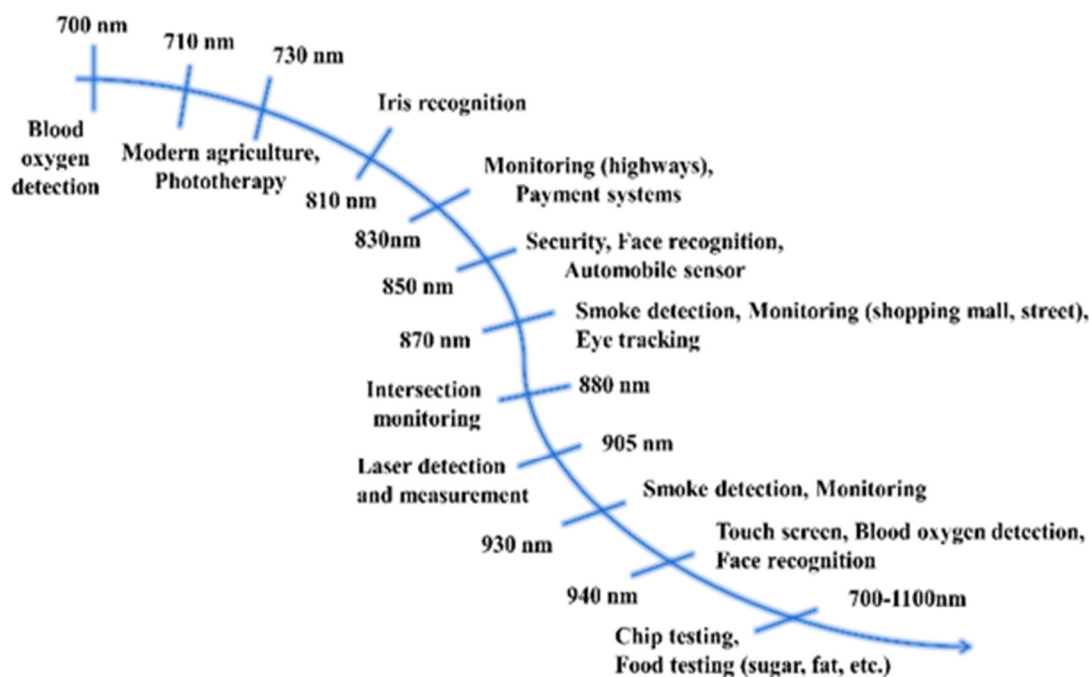 700 nm
710 nm
730 nm
Blood
oxygen
detection
Modern agriculture,
Phototherapy
Iris recognition
810 nm
Monitoring (highways),
Payment systems
830nm
Security, Face recognition,
Automobile sensor
850 nm
Smoke detection, Monitoring (shopping mall, street),
Eye tracking
870 nm
880 nm
Intersection
monitoring
905 nm
Laser detection
and measurement
Smoke detection, Monitoring
930 nm
Touch screen, Blood oxygen detection,
Face recognition
940 nm
700-1100nm
Chip testing,
Food testing (sugar, fat, etc.)